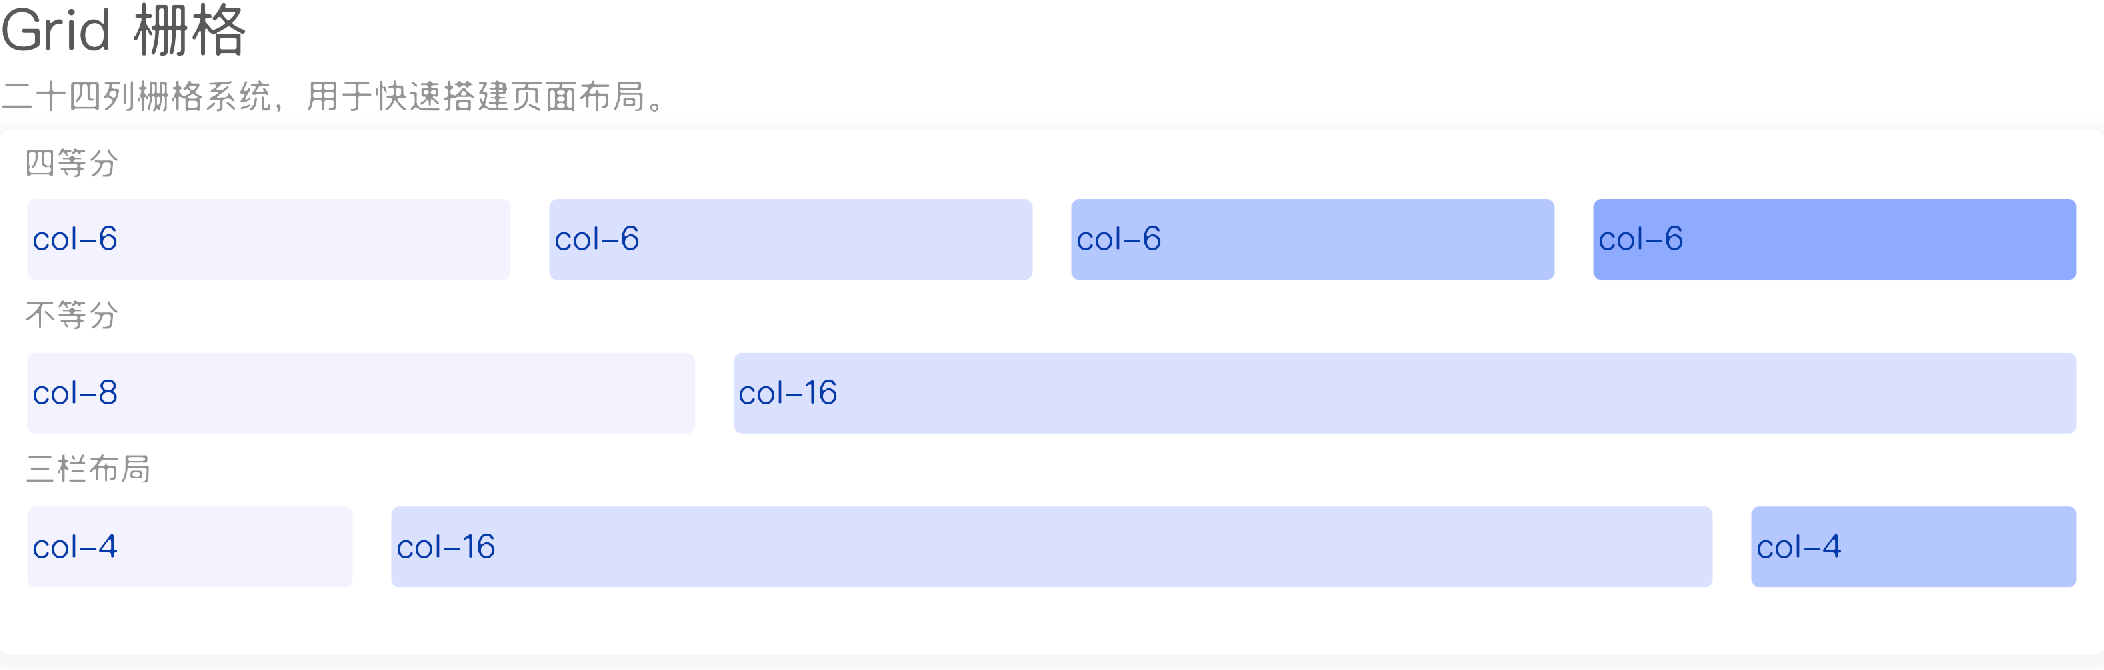 Grid 栅格
二十四列栅格系统，用于快速搭建页面布局。
四等分
col-6 col-6 col-6 col-6
不等分
col-8 col-16
三栏布局
col-4 col-16 col-4